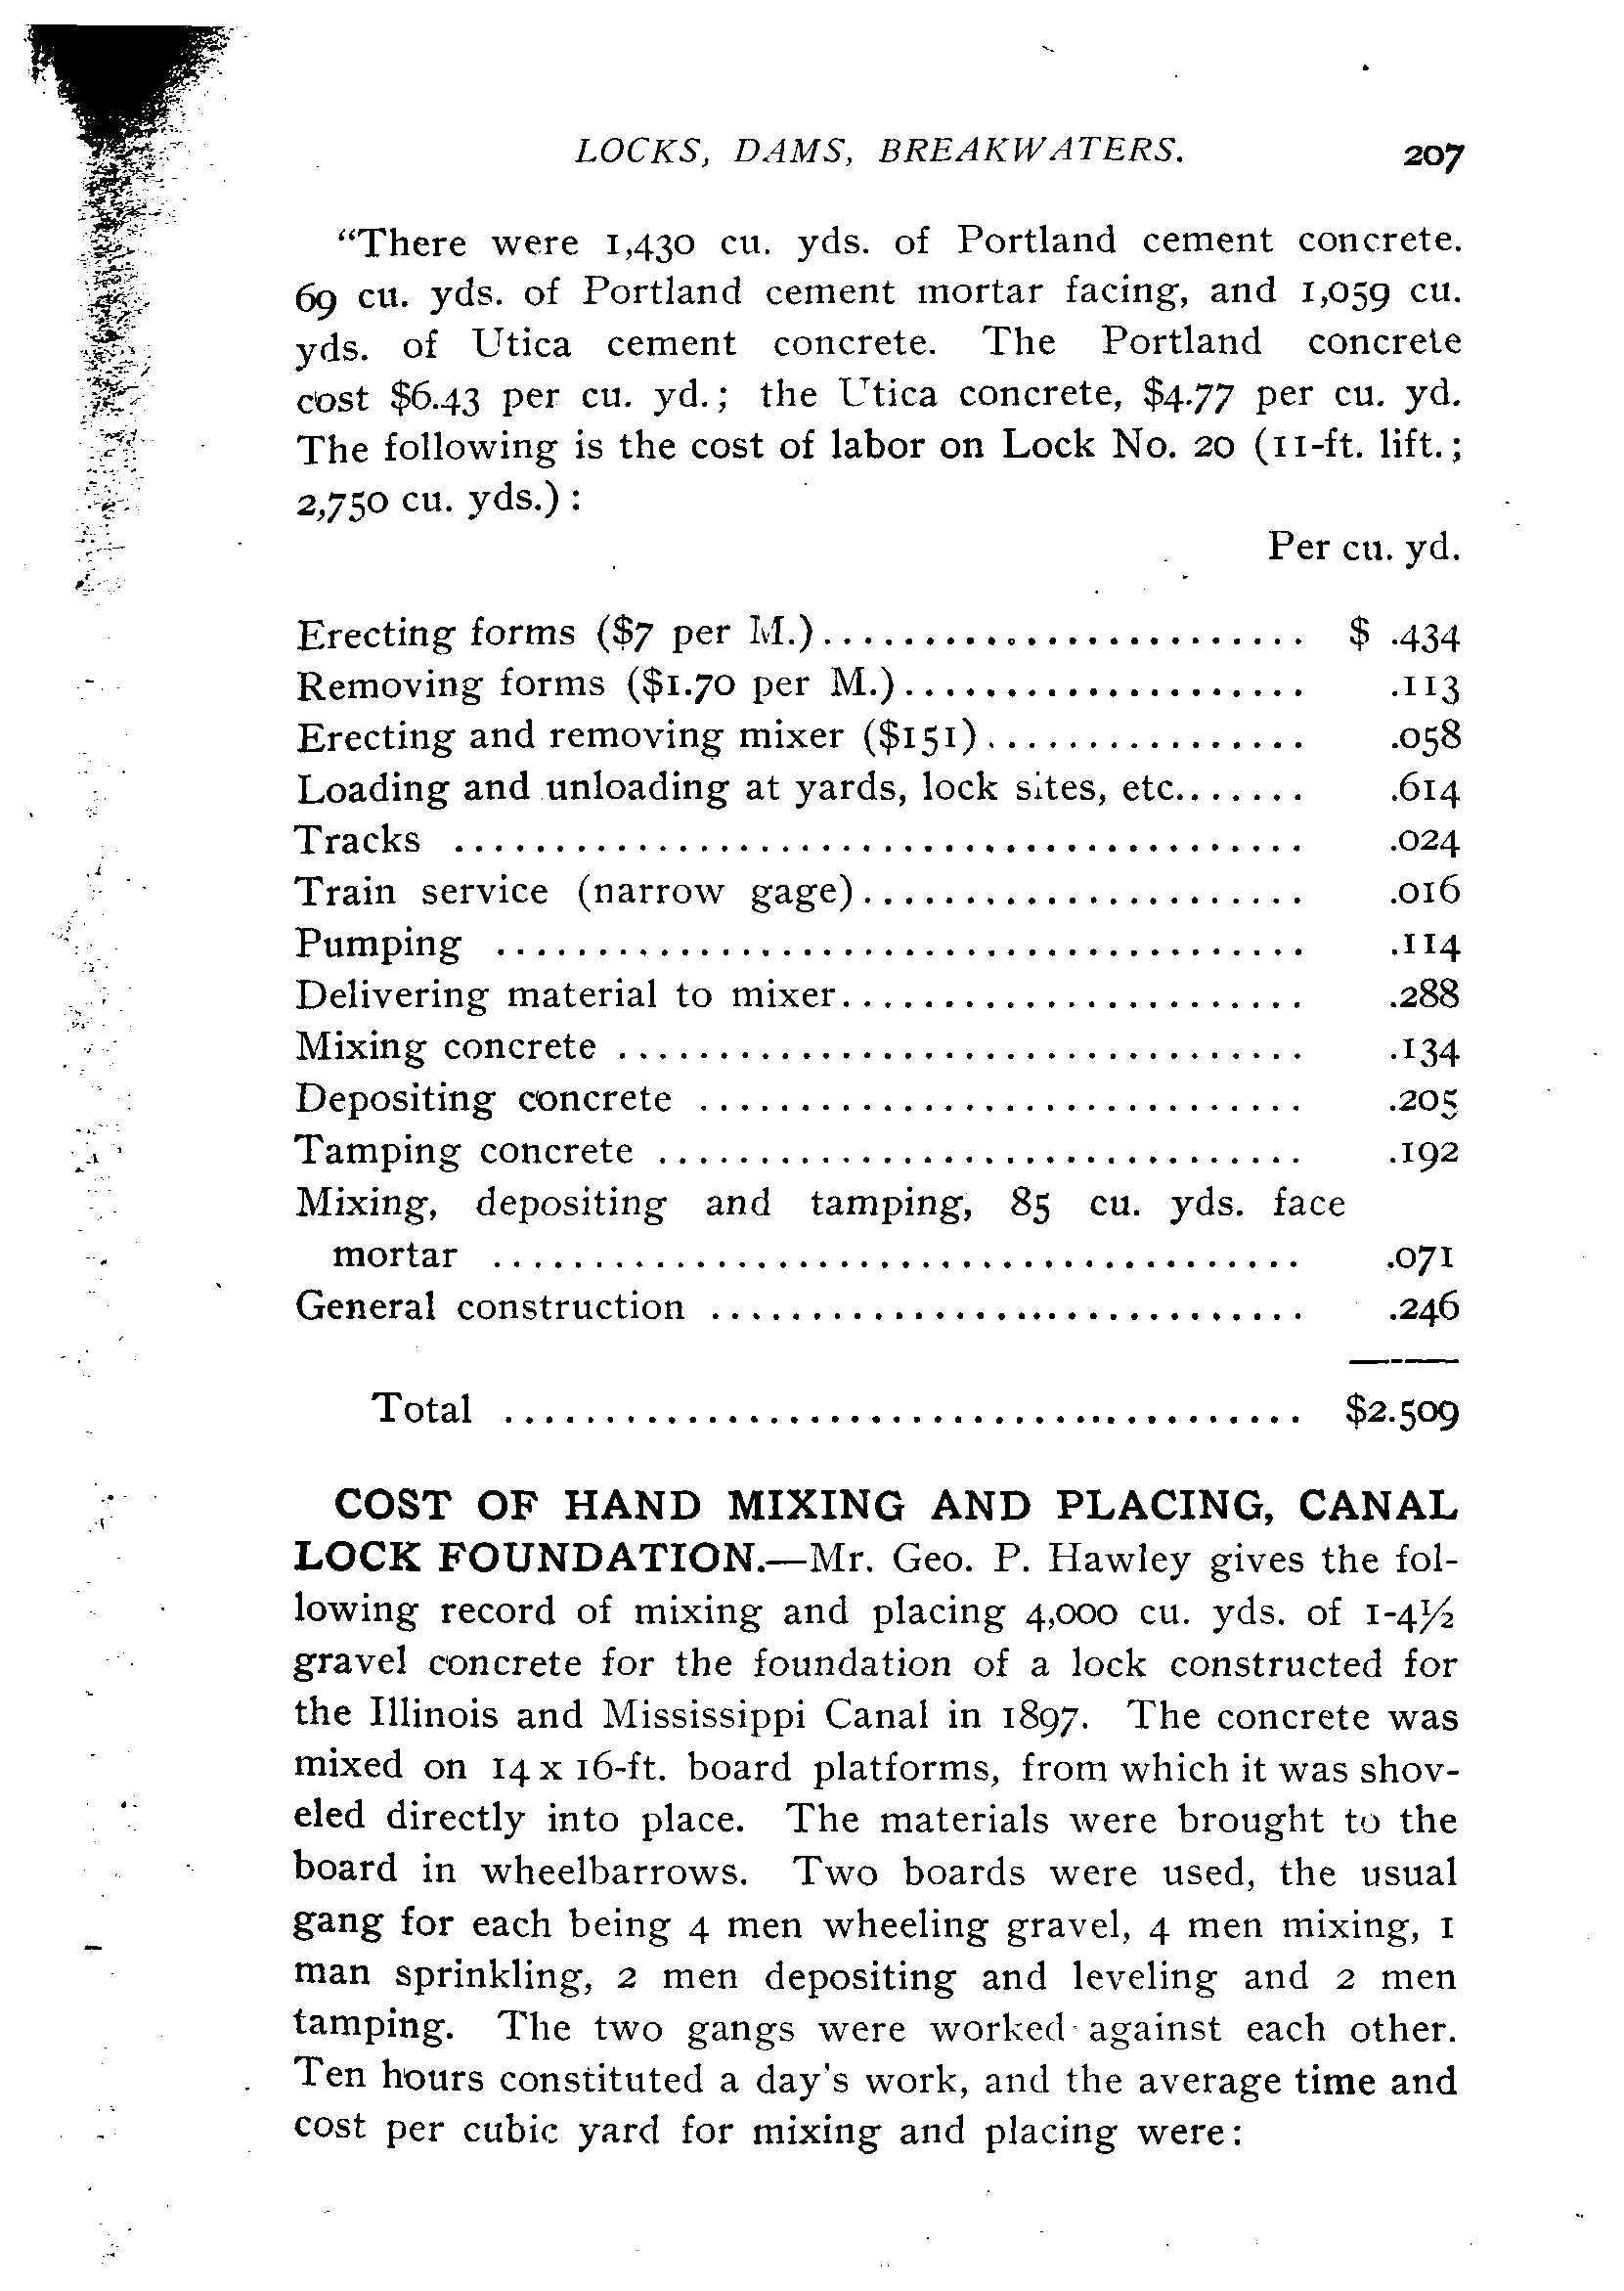 LOCKS, DAMS, BREAKWATERS. 207
"There were 1,430 cu. yds. of Portland cement concrete.
69 cu. yds. of Portland cement mortar facing, and 1,059 cu.
yds. of Utica cement concrete. The Portland concrete
cost $6.43 per cu. yd.; the Utica concrete, $4.77 per cu. yd.
The following is the cost of labor on Lock No. 20 (11-ft. lift.;
2,750 cu. yds.):
Per cu. yd.
Erecting forms ($7 per M.)........................ $ .434
Removing forms ($1.70 per M.).................... .113
Erecting and removing mixer ($151)................ .058
Loading and unloading at yards, lock sites, etc....... .614
Tracks .......................................... .024
Train service (narrow gage)...................... .016
Pumping ........................................ .114
Delivering material to mixer....................... .288
Mixing concrete .................................. .134
Depositing concrete .............................. .205
Tamping concrete ................................ .192
Mixing, depositing and tamping, 85 cu. yds. face
mortar ........................................ .071
General construction ............................. .246
Total ....................................... $2.509
COST OF HAND MIXING AND PLACING, CANAL
LOCK FOUNDATION.—Mr. Geo. P. Hawley gives the fol-
lowing record of mixing and placing 4,000 cu. yds. of 1-4½
gravel concrete for the foundation of a lock constructed for
the Illinois and Mississippi Canal in 1897. The concrete was
mixed on 14 x 16-ft. board platforms, from which it was shov-
eled directly into place. The materials were brought to the
board in wheelbarrows. Two boards were used, the usual
gang for each being 4 men wheeling gravel, 4 men mixing, 1
man sprinkling, 2 men depositing and leveling and 2 men
tamping. The two gangs were worked against each other.
Ten hours constituted a day's work, and the average time and
cost per cubic yard for mixing and placing were: